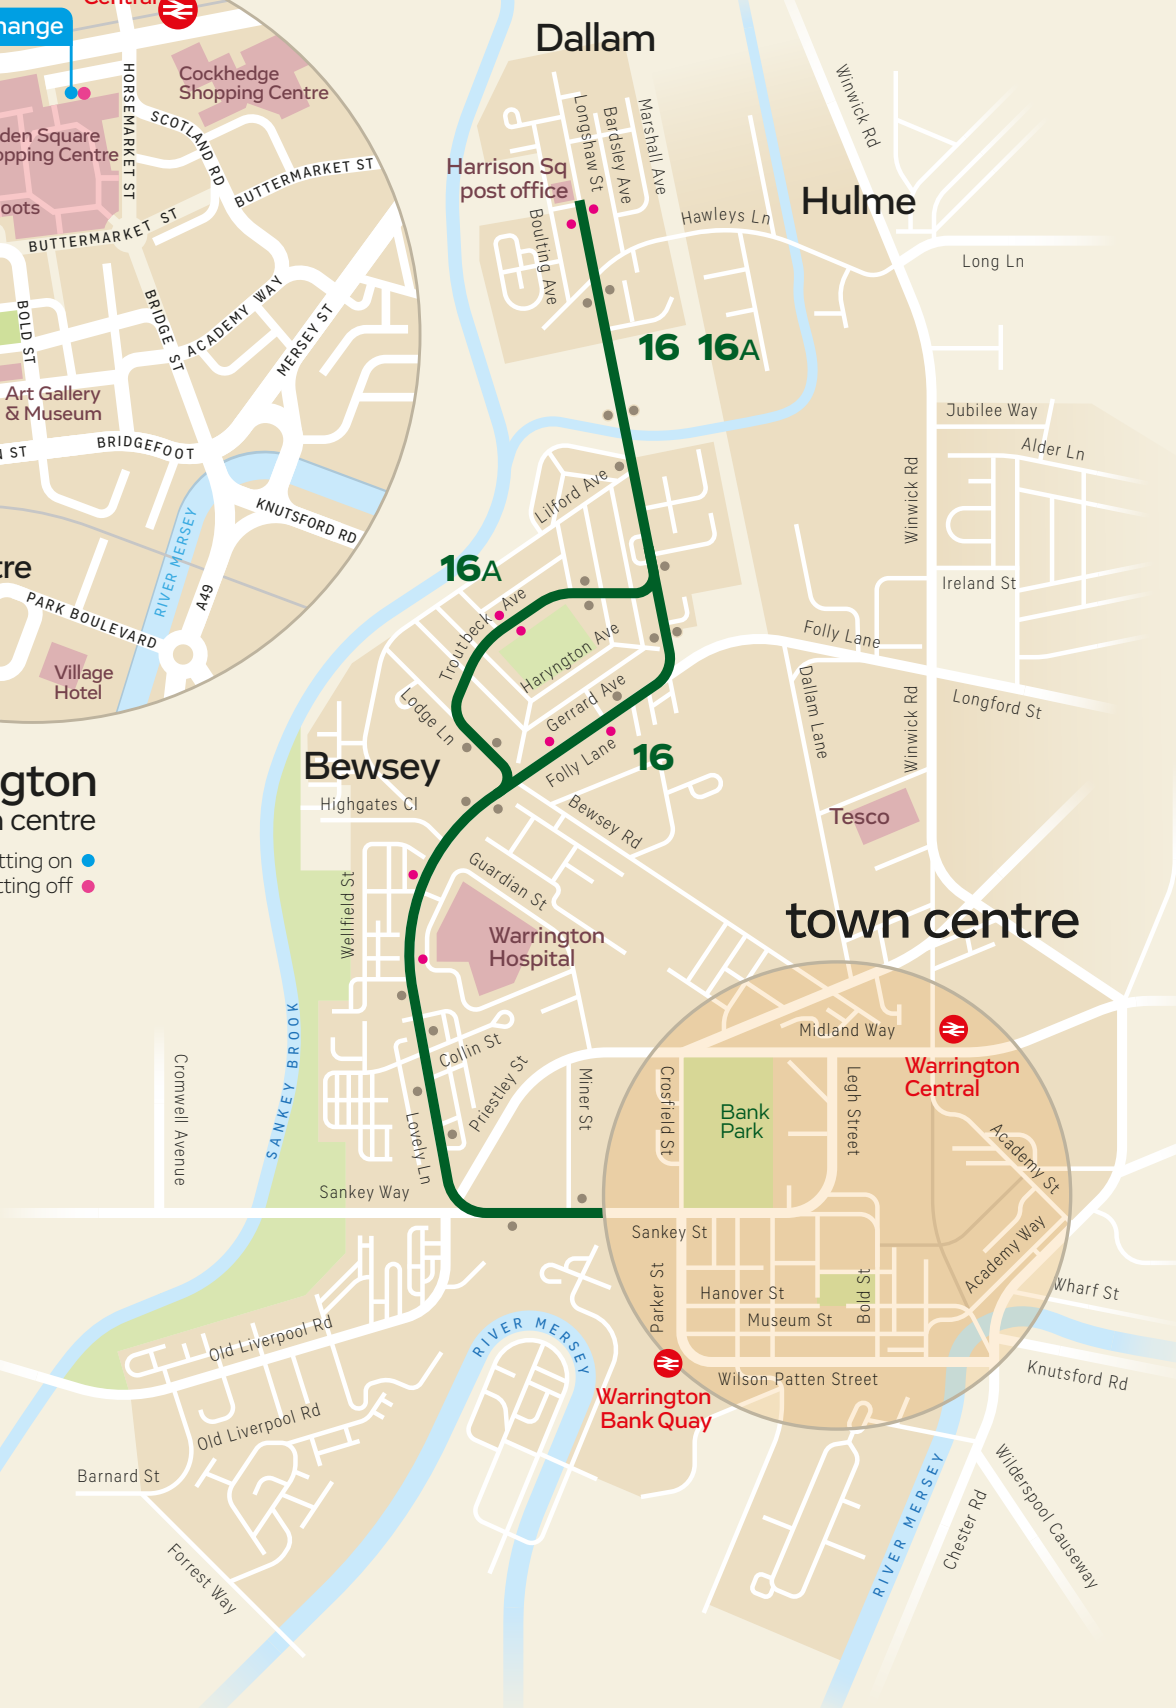 Central
hange
Cockhedge
Shopping Centre
HORSEMARKET ST
SCOTLAND RD
den Square
opping Centre
BUTTERMARKET ST
oots
BUTTERMARKET ST
BOLD ST
BRIDGE ST
ACADEMY WAY
MERSEY ST
Art Gallery
& Museum
N ST
BRIDGEFOOT
KNUTSFORD RD
RIVER MERSEY
A49
tre
PARK BOULEVARD
Village
Hotel
gton
n centre
tting on
tting off
Dallam
Longshaw St
Bardsley Ave
Marshall Ave
Harrison Sq
post office
Boulting Ave
Hawleys Ln
Winwick Rd
Hulme
Long Ln
16 16A
Jubilee Way
Alder Ln
Winwick Rd
Lilford Ave
Ireland St
16A
Troutbeck Ave
Haryngton Ave
Folly Lane
Gerrard Ave
Lodge Ln
Dallam Lane
Winwick Rd
Longford St
16
Folly Lane
Bewsey
Highgates Cl
Bewsey Rd
Tesco
Guardian St
Wellfield St
Warrington
Hospital
town centre
SANKEY BROOK
Collin St
Priestley St
Miner St
Midland Way
Warrington
Central
Crosfield St
Bank
Park
Legh Street
Academy St
Cromwell Avenue
Lovely Ln
Sankey Way
Sankey St
Academy Way
Parker St
Hanover St
Bold St
Museum St
Wharf St
Old Liverpool Rd
RIVER MERSEY
Warrington
Bank Quay
Wilson Patten Street
Knutsford Rd
Old Liverpool Rd
Barnard St
Forrest Way
RIVER MERSEY
Chester Rd
Wilderspool Causeway